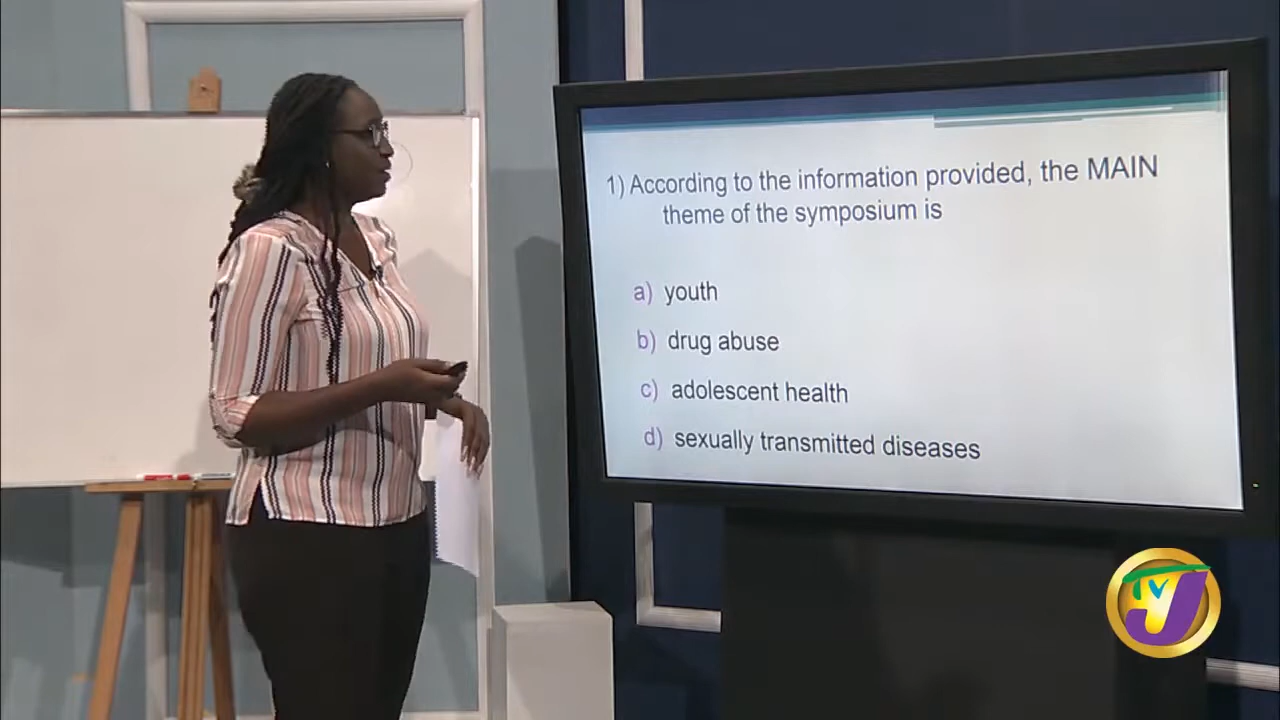 1) According to the information provided, the MAIN
theme of the symposium is
a) youth
b) drug abuse
c) adolescent health
d) sexually transmitted diseases
TVJ